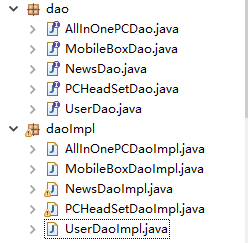 dao
AllInOnePCDao.java
MobileBoxDao.java
NewsDao.java
PCHeadSetDao.java
UserDao.java
daoImpl
AllInOnePCDaoImpl.java
MobileBoxDaoImpl.java
NewsDaoImpl.java
PCHeadSetDaoImpl.java
UserDaoImpl.java